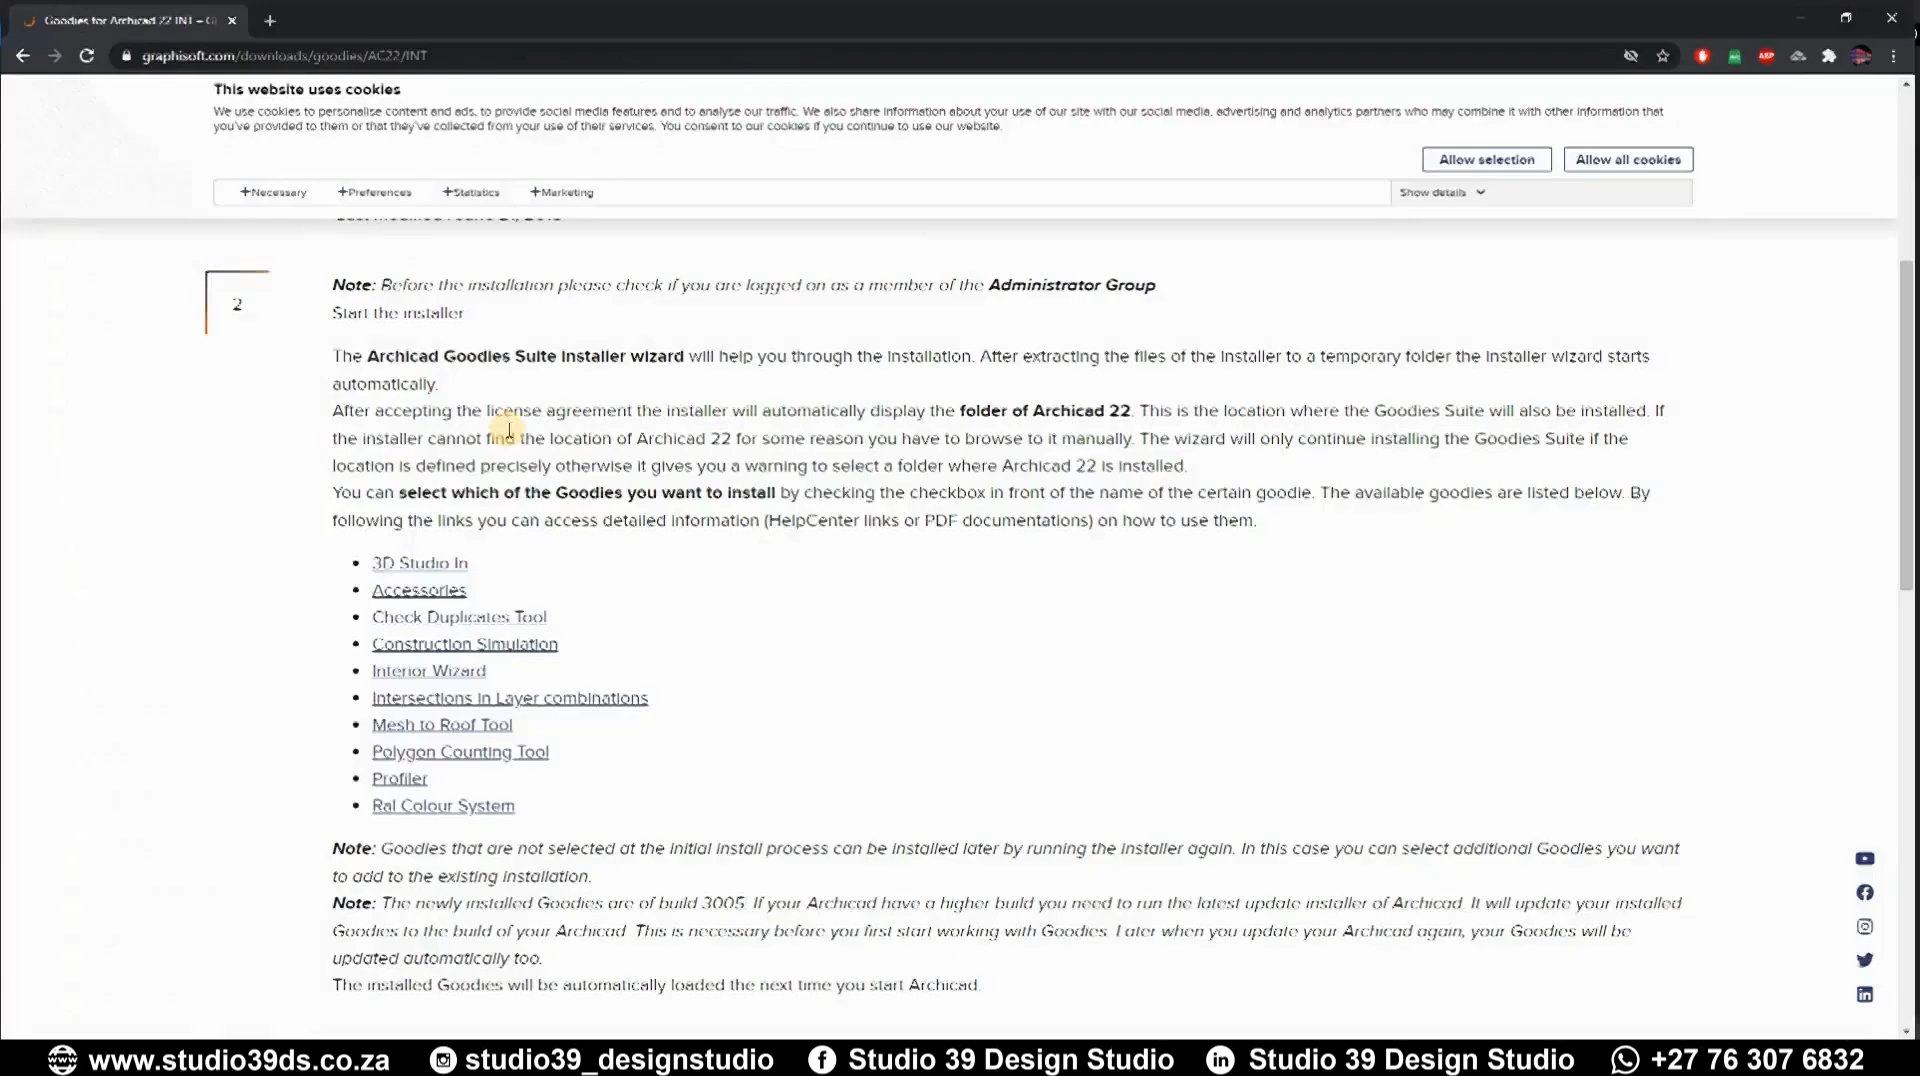 Goodies for Archicad 22 INT – G
graphisoft.com/downloads/goodies/AC22/INT
ABP
This website uses cookies
We use cookies to personalise content and ads, to provide social media features and to analyse our traffic. We also share information about your use of our site with our social media, advertising and analytics partners who may combine it with other information that
you've provided to them or that they've collected from your use of their services. You consent to our cookies if you continue to use our website.
Allow selection
Allow all cookies
+Necessary +Preferences +Statistics +Marketing
Show details
2
Note: Before the installation please check if you are logged on as a member of the Administrator Group
Start the installer
The Archicad Goodies Suite installer wizard will help you through the installation. After extracting the files of the installer to a temporary folder the installer wizard starts
automatically.
After accepting the license agreement the installer will automatically display the folder of Archicad 22. This is the location where the Goodies Suite will also be installed. If
the installer cannot find the location of Archicad 22 for some reason you have to browse to it manually. The wizard will only continue installing the Goodies Suite if the
location is defined precisely otherwise it gives you a warning to select a folder where Archicad 22 is installed.
You can select which of the Goodies you want to install by checking the checkbox in front of the name of the certain goodie. The available goodies are listed below. By
following the links you can access detailed information (HelpCenter links or PDF documentations) on how to use them.
• 3D Studio In
• Accessories
• Check Duplicates Tool
• Construction Simulation
• Interior Wizard
• Intersections in Layer combinations
• Mesh to Roof Tool
• Polygon Counting Tool
• Profiler
• Ral Colour System
Note: Goodies that are not selected at the initial install process can be installed later by running the installer again. In this case you can select additional Goodies you want
to add to the existing installation.
Note: The newly installed Goodies are of build 3005. If your Archicad have a higher build you need to run the latest update installer of Archicad. It will update your installed
Goodies to the build of your Archicad. This is necessary before you first start working with Goodies. Later when you update your Archicad again, your Goodies will be
updated automatically too.
The installed Goodies will be automatically loaded the next time you start Archicad.
www.studio39ds.co.za studio39_designstudio Studio 39 Design Studio Studio 39 Design Studio +27 76 307 6832